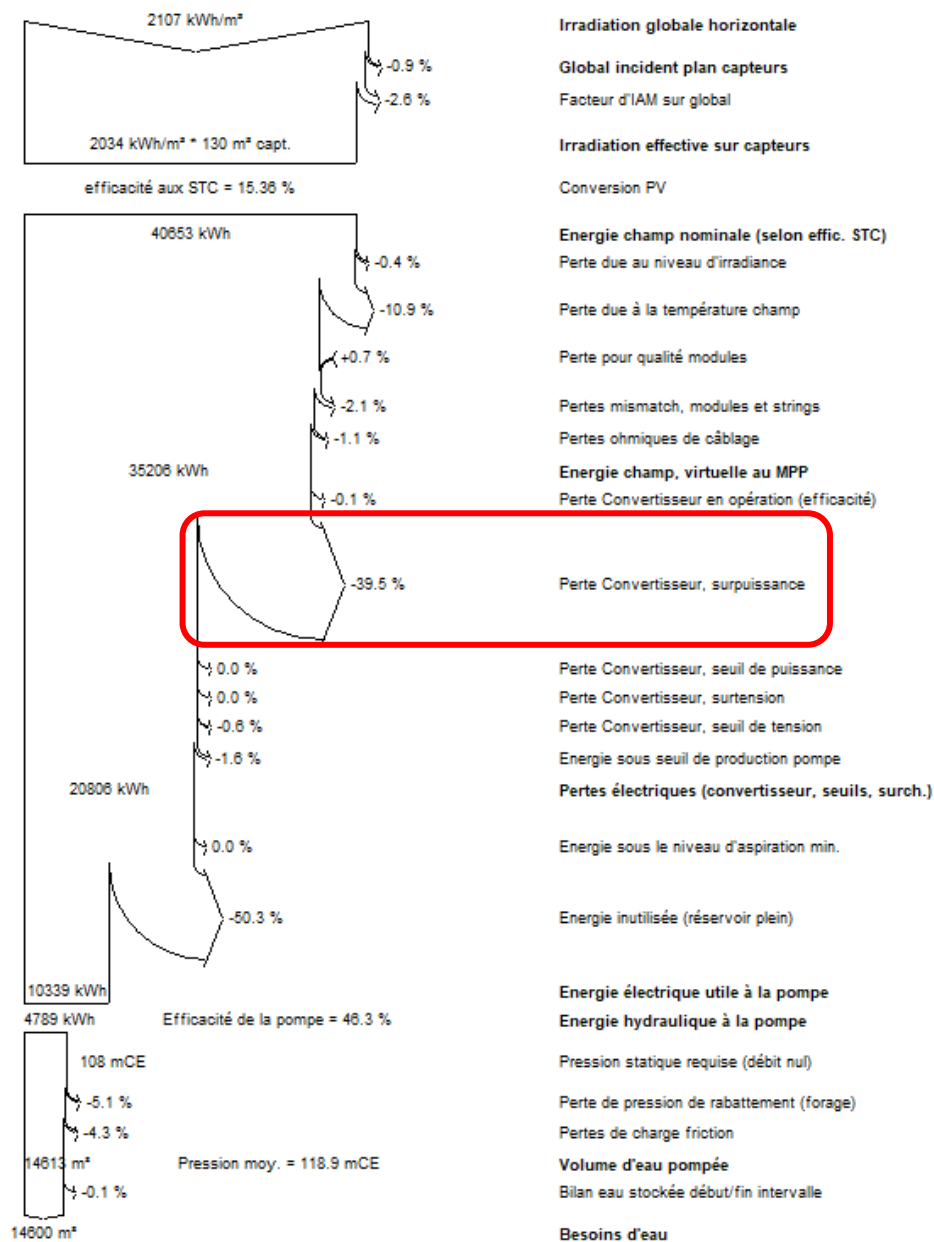 2107 kWh/m² Irradiation globale horizontale
-0.9 % Global incident plan capteurs
-2.6 % Facteur d'IAM sur global
2034 kWh/m² * 130 m² capt. Irradiation effective sur capteurs
efficacité aux STC = 15.36 % Conversion PV
40653 kWh Energie champ nominale (selon effic. STC)
-0.4 % Perte due au niveau d'irradiance
-10.9 % Perte due à la température champ
+0.7 % Perte pour qualité modules
-2.1 % Pertes mismatch, modules et strings
-1.1 % Pertes ohmiques de câblage
35206 kWh Energie champ, virtuelle au MPP
-0.1 % Perte Convertisseur en opération (efficacité)
-39.5 % Perte Convertisseur, surpuissance
0.0 % Perte Convertisseur, seuil de puissance
0.0 % Perte Convertisseur, surtension
-0.6 % Perte Convertisseur, seuil de tension
-1.6 % Energie sous seuil de production pompe
20806 kWh Pertes électriques (convertisseur, seuils, surch.)
0.0 % Energie sous le niveau d'aspiration min.
-50.3 % Energie inutilisée (réservoir plein)
10339 kWh Energie électrique utile à la pompe
4789 kWh Efficacité de la pompe = 46.3 % Energie hydraulique à la pompe
108 mCE Pression statique requise (débit nul)
-5.1 % Perte de pression de rabattement (forage)
-4.3 % Pertes de charge friction
14613 m³ Pression moy. = 118.9 mCE Volume d'eau pompée
-0.1 % Bilan eau stockée début/fin intervalle
14600 m³ Besoins d'eau